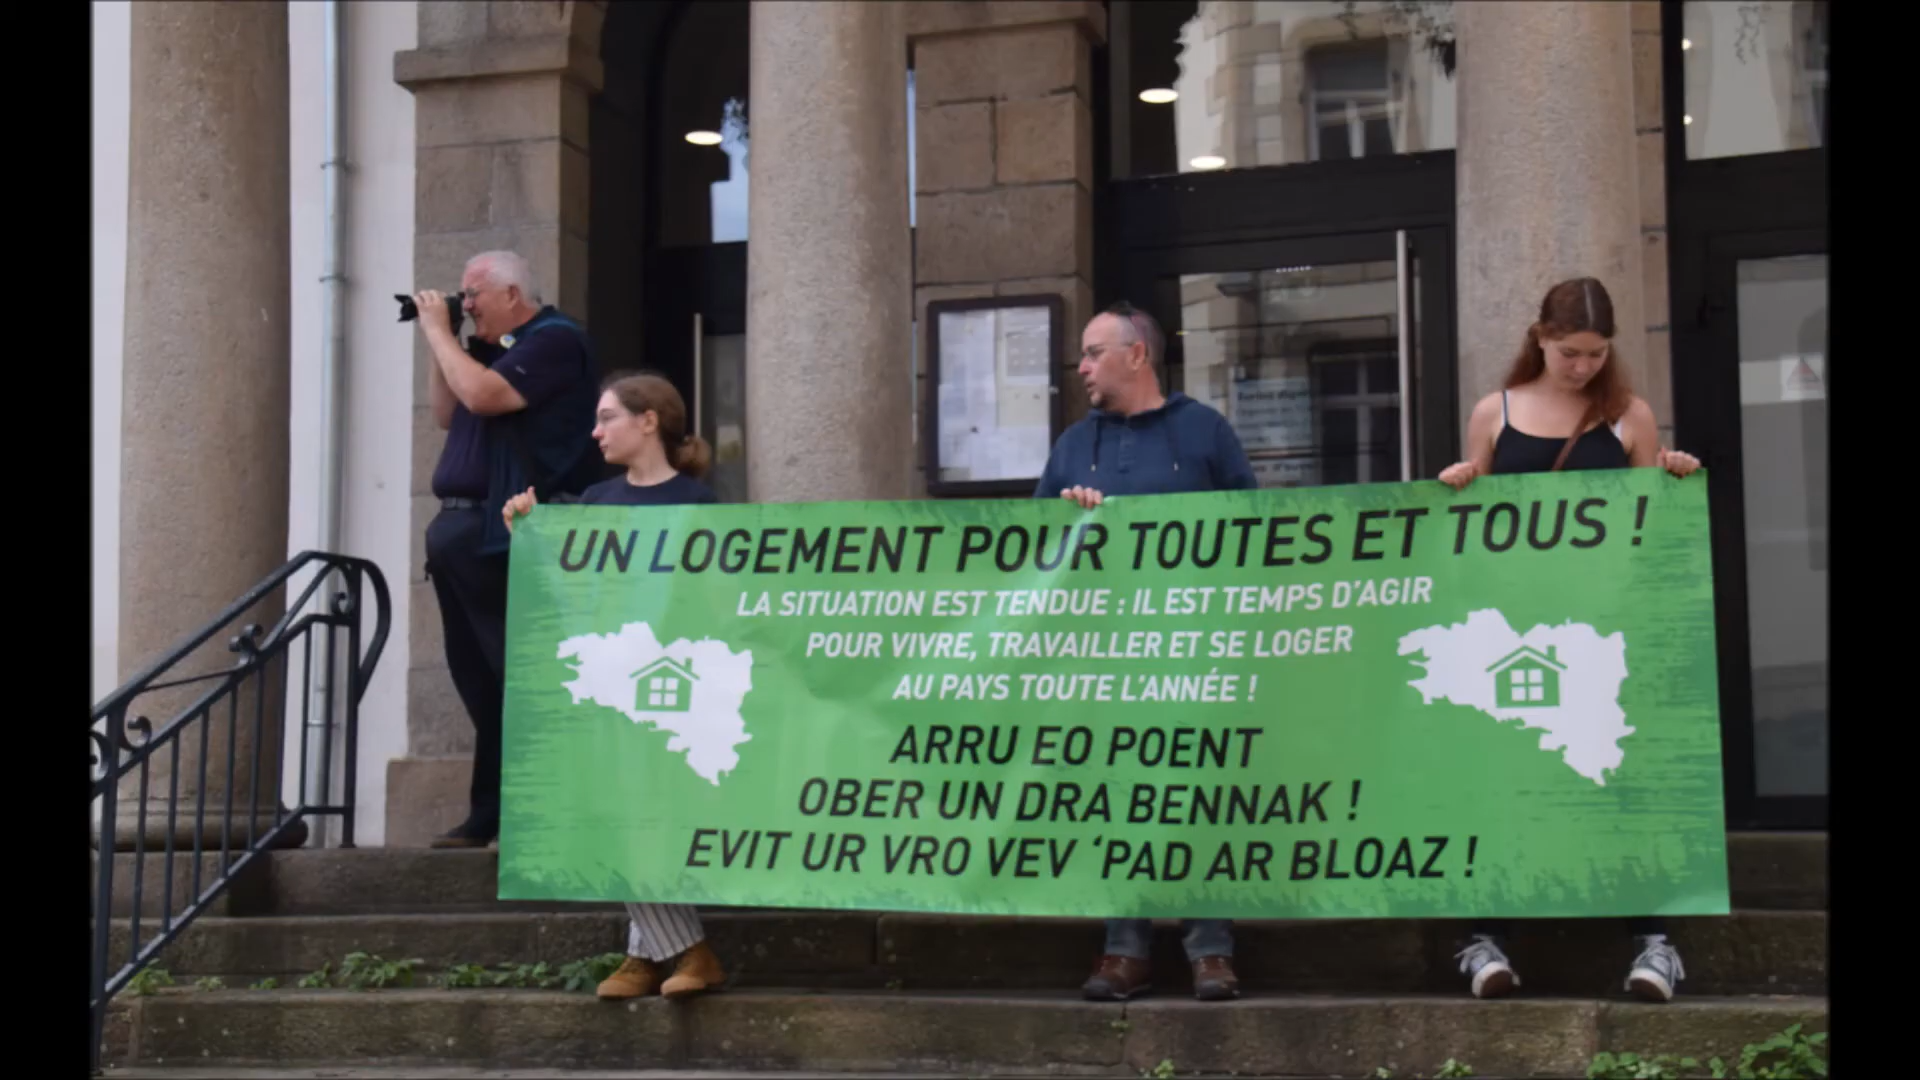 UN LOGEMENT POUR TOUTES ET TOUS !
LA SITUATION EST TENDUE : IL EST TEMPS D'AGIR
POUR VIVRE, TRAVAILLER ET SE LOGER
AU PAYS TOUTE L'ANNÉE !
ARRU EO POENT
OBER UN DRA BENNAK !
EVIT UR VRO VEV ‘PAD AR BLOAZ !